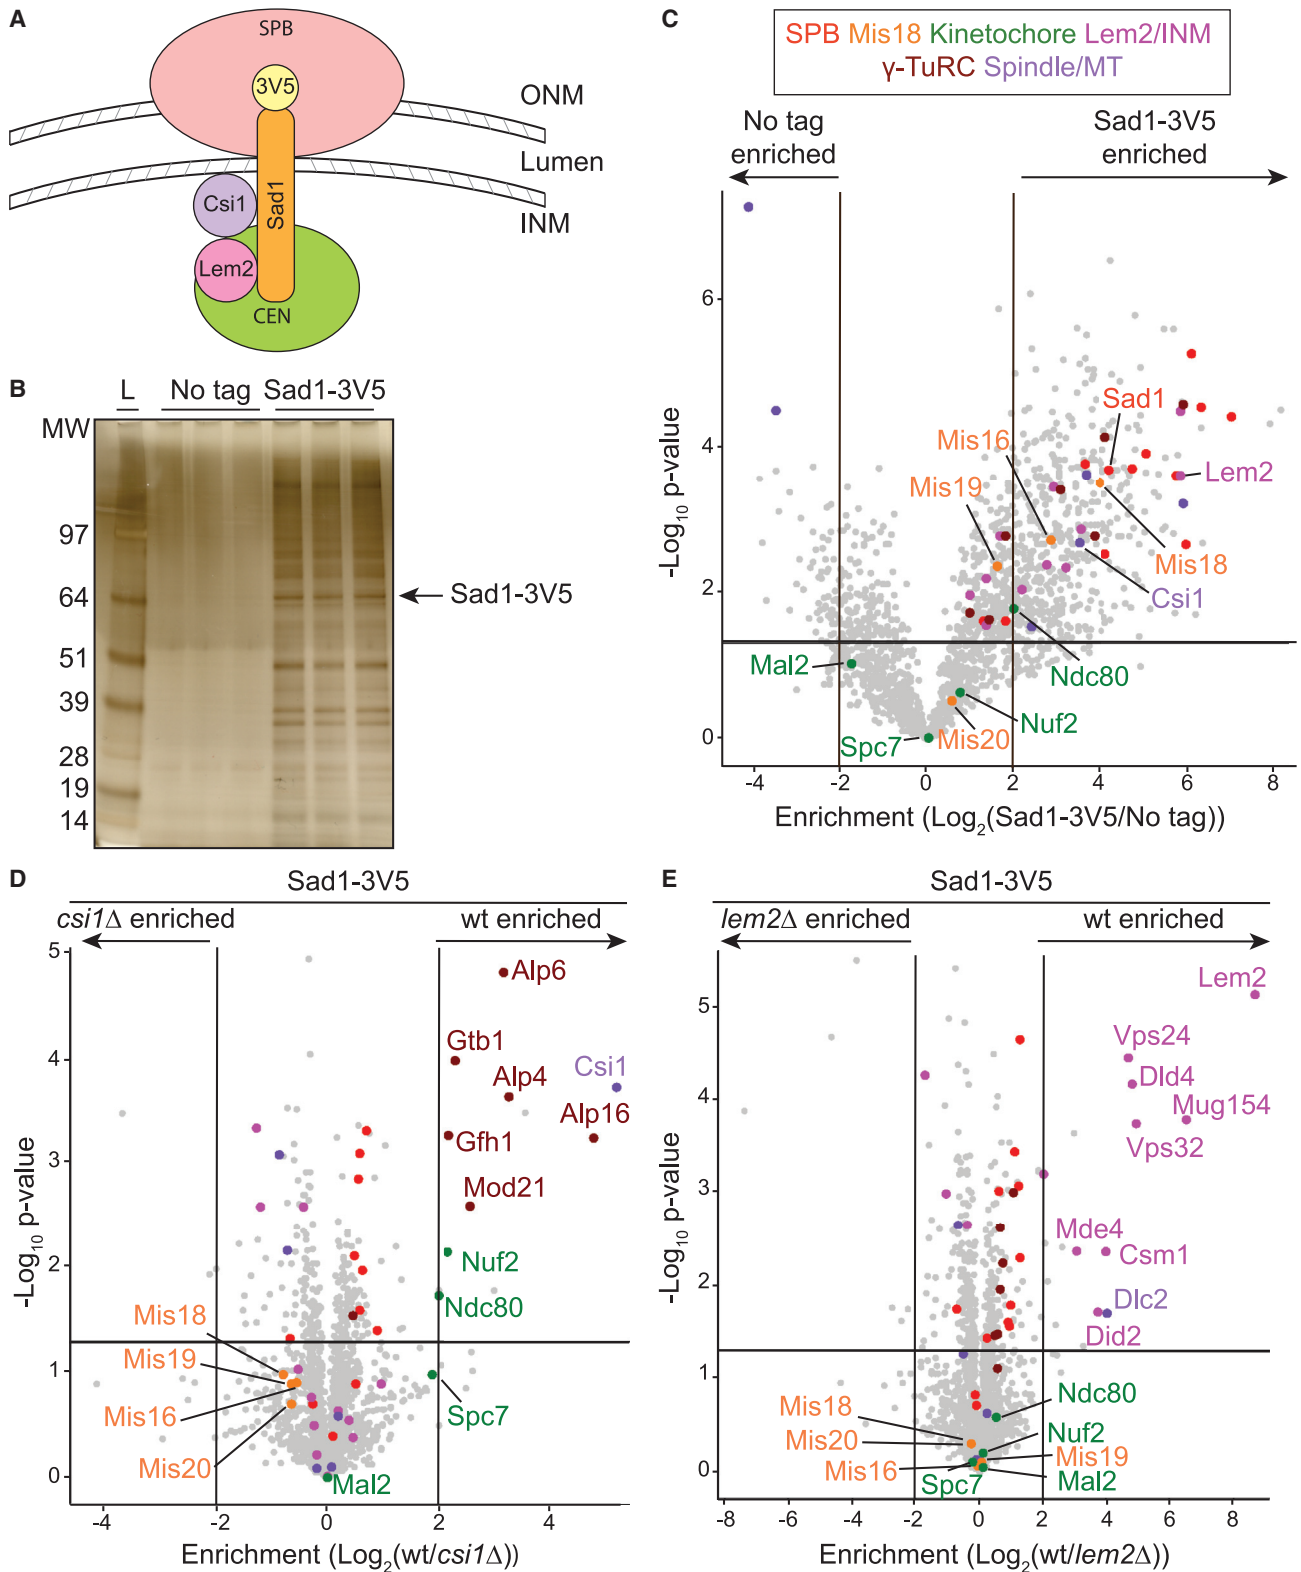 A
SPB
3V5
ONM
Lumen
INM
Csi1
Sad1
Lem2
CEN
B
L No tag Sad1-3V5
MW
97
64
51
39
28
19
14
Sad1-3V5
C
SPB Mis18 Kinetochore Lem2/INM
γ-TuRC Spindle/MT
No tag enriched
Sad1-3V5 enriched
-Log10 p-value
6
4
2
0
Sad1
Mis16
Lem2
Mis19
Mis18
Csi1
Mal2
Ndc80
Nuf2
Spc7
Mis20
-4 -2 0 2 4 6 8
Enrichment (Log2(Sad1-3V5/No tag))
D
Sad1-3V5
csi1Δ enriched
wt enriched
-Log10 p-value
5
4
3
2
1
0
Alp6
Gtb1
Csi1
Alp4
Alp16
Gfh1
Mod21
Nuf2
Ndc80
Mis18
Mis19
Mis16
Spc7
Mis20
Mal2
-4 -2 0 2 4
Enrichment (Log2(wt/csi1Δ))
E
Sad1-3V5
lem2Δ enriched
wt enriched
-Log10 p-value
5
4
3
2
1
0
Lem2
Vps24
Dld4
Mug154
Vps32
Mde4
Csm1
Dlc2
Did2
Ndc80
Mis18
Nuf2
Mis20
Mis19
Mis16
Spc7
Mal2
-8 -6 -4 -2 0 2 4 6 8
Enrichment (Log2(wt/lem2Δ))